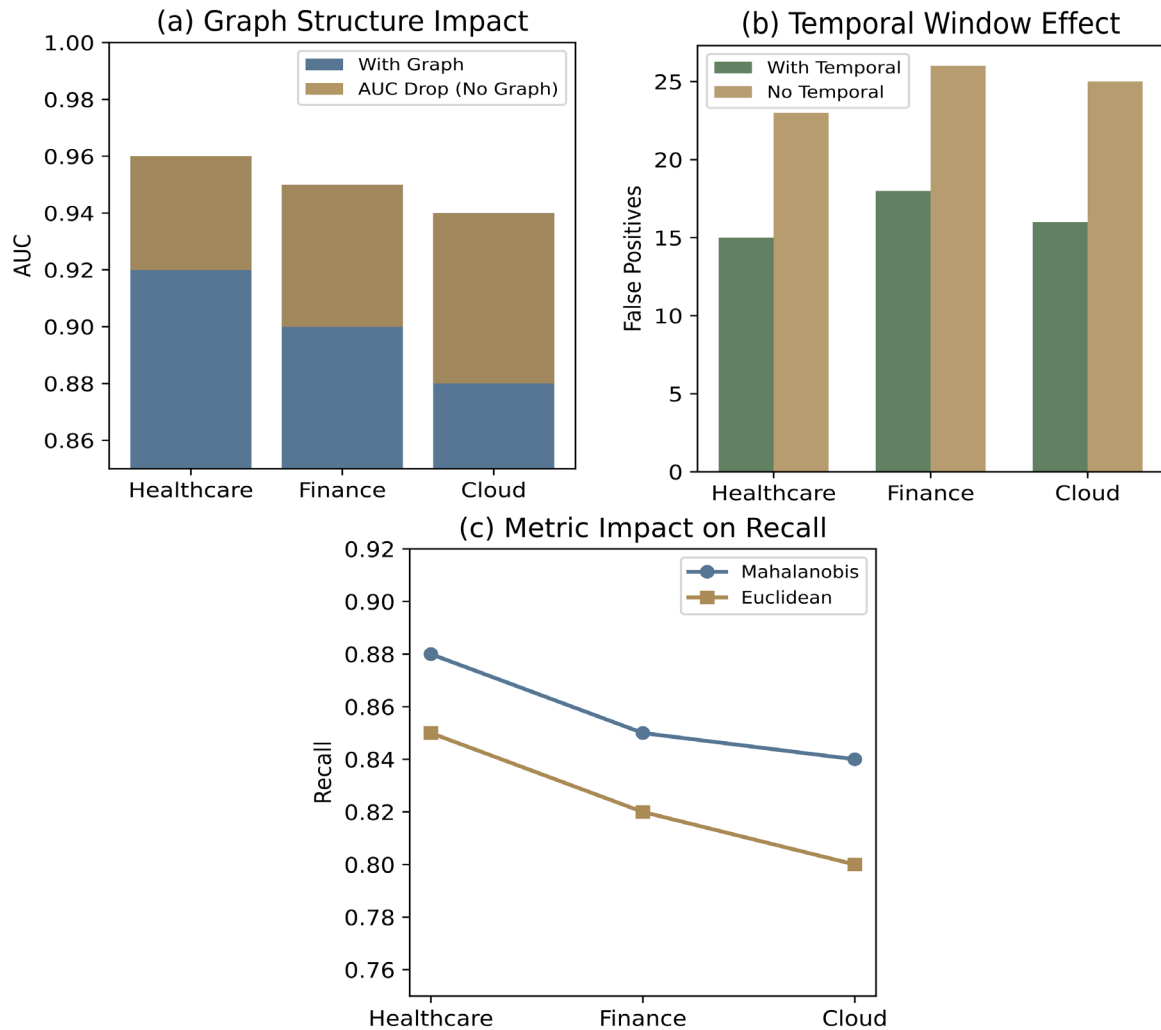 (a) Graph Structure Impact
With Graph
AUC Drop (No Graph)
AUC
1.00
0.98
0.96
0.94
0.92
0.90
0.88
0.86
Healthcare Finance Cloud
(b) Temporal Window Effect
With Temporal
No Temporal
False Positives
25
20
15
10
5
0
Healthcare Finance Cloud
(c) Metric Impact on Recall
Mahalanobis
Euclidean
Recall
0.92
0.90
0.88
0.86
0.84
0.82
0.80
0.78
0.76
Healthcare Finance Cloud